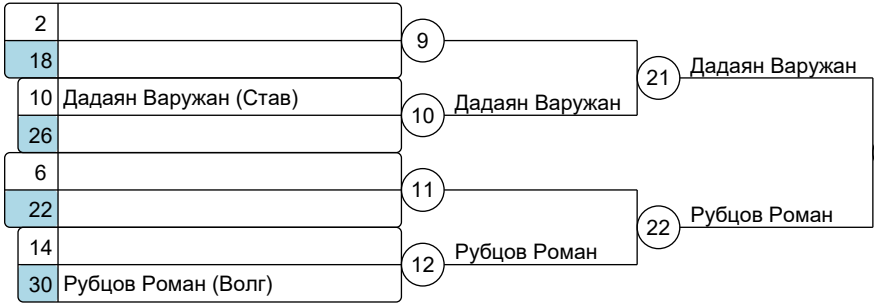 2
9
18
21 Дадаян Варужан
10 Дадаян Варужан (Став)
10 Дадаян Варужан
26
6
11
22
22 Рубцов Роман
14
12 Рубцов Роман
30 Рубцов Роман (Волг)